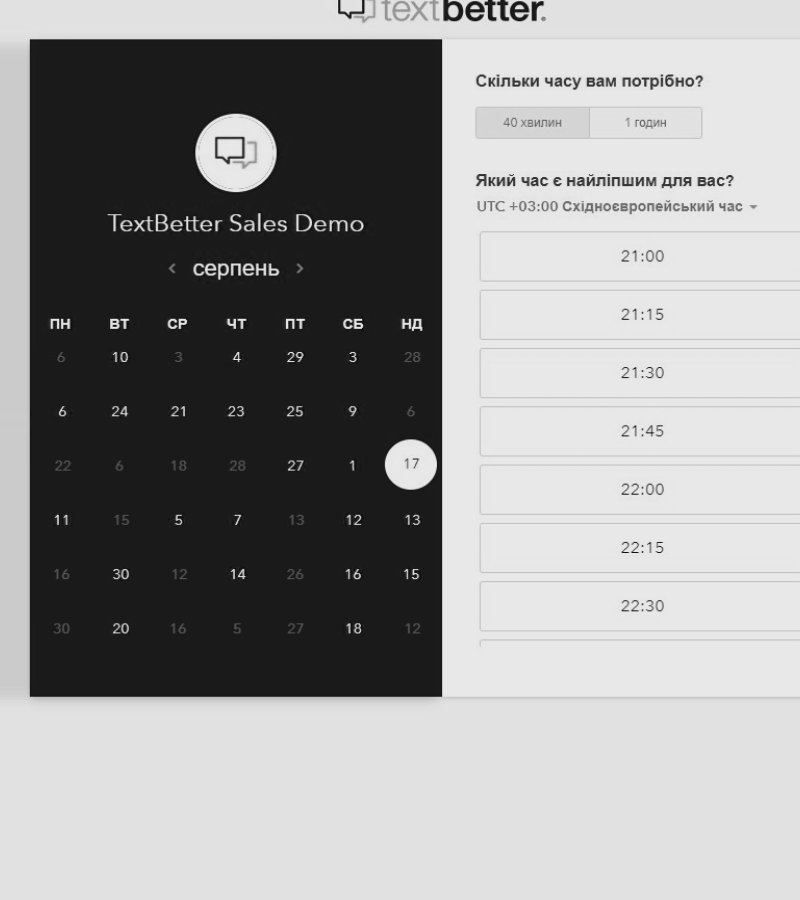 textbetter.
TextBetter Sales Demo
серпень
ПН ВТ СР ЧТ ПТ СБ НД
6 10 3 4 29 3 28
6 24 21 23 25 9 6
22 6 18 28 27 1 17
11 15 5 7 13 12 13
16 30 12 14 26 16 15
30 20 16 5 27 18 12
Скільки часу вам потрібно?
40 хвилин 1 годин
Який час є найліпшим для вас?
UTC +03:00 Східноєвропейський час
21:00
21:15
21:30
21:45
22:00
22:15
22:30